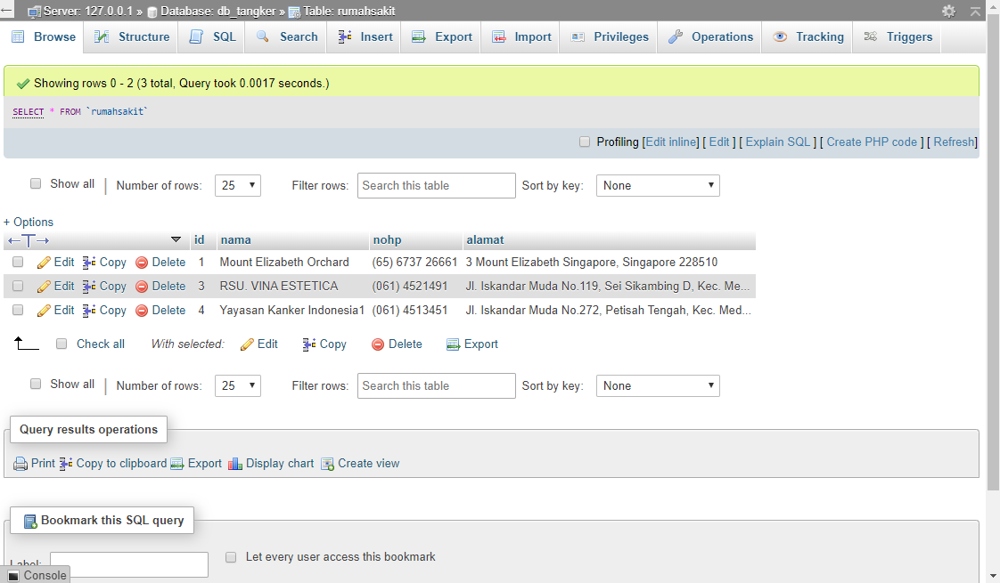 Server: 127.0.0.1 » Database: db_tangker » Table: rumahsakit
Browse Structure SQL Search Insert Export Import Privileges Operations Tracking Triggers
Showing rows 0 - 2 (3 total, Query took 0.0017 seconds.)
SELECT * FROM `rumahsakit`
Profiling [Edit inline] [ Edit ] [ Explain SQL ] [ Create PHP code ] [ Refresh]
Show all | Number of rows: 25 Filter rows: Search this table Sort by key: None
+ Options
←T→ id nama nohp alamat
Edit Copy Delete 1 Mount Elizabeth Orchard (65) 6737 26661 3 Mount Elizabeth Singapore, Singapore 228510
Edit Copy Delete 3 RSU. VINA ESTETICA (061) 4521491 Jl. Iskandar Muda No.119, Sei Sikambing D, Kec. Me...
Edit Copy Delete 4 Yayasan Kanker Indonesia1 (061) 4513451 Jl. Iskandar Muda No.272, Petisah Tengah, Kec. Med...
Check all With selected: Edit Copy Delete Export
Show all | Number of rows: 25 Filter rows: Search this table Sort by key: None
Query results operations
Print Copy to clipboard Export Display chart Create view
Bookmark this SQL query
Label: Let every user access this bookmark
Console